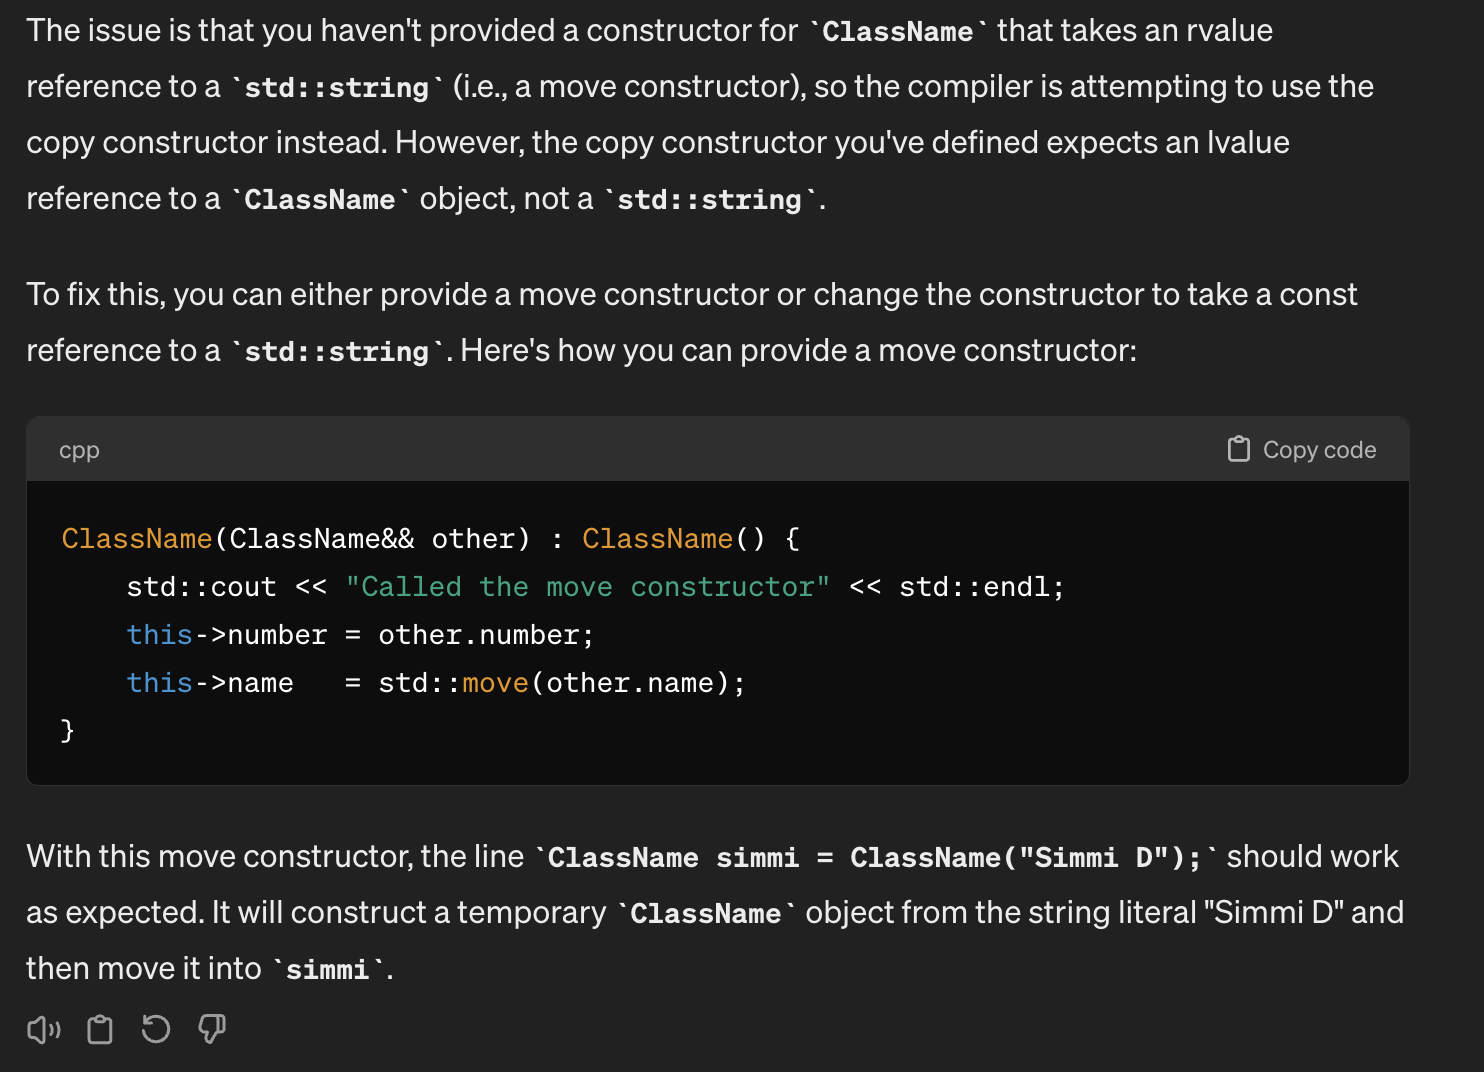 The issue is that you haven't provided a constructor for `ClassName` that takes an rvalue
reference to a `std::string` (i.e., a move constructor), so the compiler is attempting to use the
copy constructor instead. However, the copy constructor you've defined expects an lvalue
reference to a `ClassName` object, not a `std::string`.
To fix this, you can either provide a move constructor or change the constructor to take a const
reference to a `std::string`. Here's how you can provide a move constructor:
cpp Copy code
ClassName(ClassName&& other) : ClassName() {
    std::cout << "Called the move constructor" << std::endl;
    this->number = other.number;
    this->name   = std::move(other.name);
}
With this move constructor, the line `ClassName simmi = ClassName("Simmi D");` should work
as expected. It will construct a temporary `ClassName` object from the string literal "Simmi D" and
then move it into `simmi`.